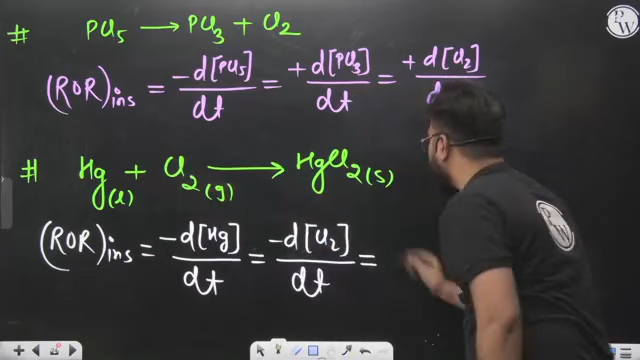 # PCl5 ⟶ PCl3 + Cl2
(ROR)ins = -d[PCl5]/dt = +d[PCl3]/dt = +d[Cl2]/
# Hg(l) + Cl2(g) ⟶ HgCl2(s)
(ROR)ins = -d[Hg]/dt = -d[Cl2]/dt =